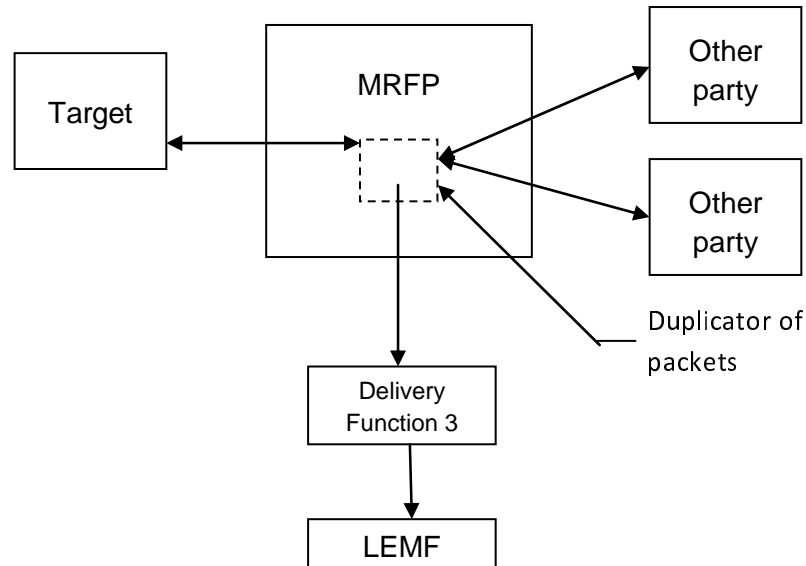 Target
MRFP
Other
party
Other
party
Duplicator of
packets
Delivery
Function 3
LEMF